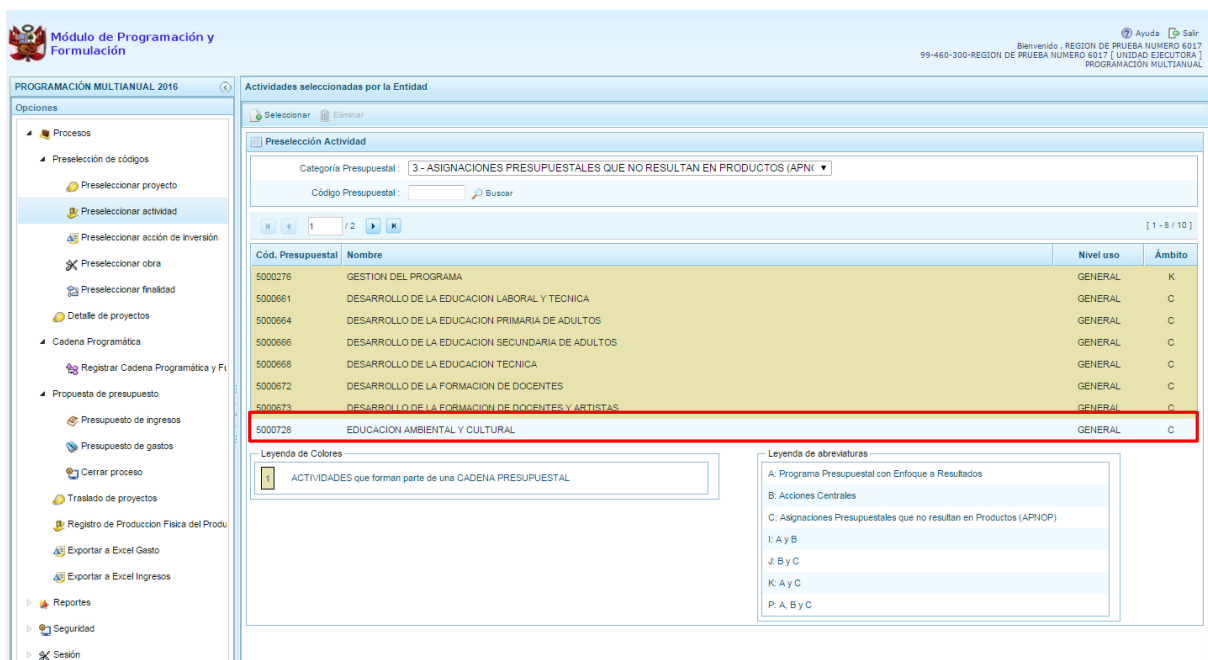 Módulo de Programación y
Formulación
Ayuda Salir
Bienvenido , REGION DE PRUEBA NUMERO 6017
99-460-300-REGION DE PRUEBA NUMERO 6017 [ UNIDAD EJECUTORA ]
PROGRAMACIÓN MULTIANUAL
PROGRAMACIÓN MULTIANUAL 2016
Opciones
Procesos
Preselección de códigos
Preseleccionar proyecto
Preseleccionar actividad
Preseleccionar acción de inversión
Preseleccionar obra
Preseleccionar finalidad
Detalle de proyectos
Cadena Programática
Registrar Cadena Programática y Fu
Propuesta de presupuesto
Presupuesto de ingresos
Presupuesto de gastos
Cerrar proceso
Traslado de proyectos
Registro de Produccion Fisica del Produ
Exportar a Excel Gasto
Exportar a Excel Ingresos
Reportes
Seguridad
Sesión
Actividades seleccionadas por la Entidad
Seleccionar Eliminar
Preselección Actividad
Categoría Presupuestal : 3 - ASIGNACIONES PRESUPUESTALES QUE NO RESULTAN EN PRODUCTOS (APN(
Código Presupuestal : Buscar
1 / 2 [ 1 - 8 / 10 ]
Cód. Presupuestal Nombre Nivel uso Ámbito
5000276 GESTION DEL PROGRAMA GENERAL K
5000661 DESARROLLO DE LA EDUCACION LABORAL Y TECNICA GENERAL C
5000664 DESARROLLO DE LA EDUCACION PRIMARIA DE ADULTOS GENERAL C
5000666 DESARROLLO DE LA EDUCACION SECUNDARIA DE ADULTOS GENERAL C
5000668 DESARROLLO DE LA EDUCACION TECNICA GENERAL C
5000672 DESARROLLO DE LA FORMACION DE DOCENTES GENERAL C
5000673 DESARROLLO DE LA FORMACION DE DOCENTES Y ARTISTAS GENERAL C
5000728 EDUCACION AMBIENTAL Y CULTURAL GENERAL C
Leyenda de Colores
1 ACTIVIDADES que forman parte de una CADENA PRESUPUESTAL
Leyenda de abreviaturas
A: Programa Presupuestal con Enfoque a Resultados
B: Acciones Centrales
C: Asignaciones Presupuestales que no resultan en Productos (APNOP)
I: A y B
J: B y C
K: A y C
P: A, B y C